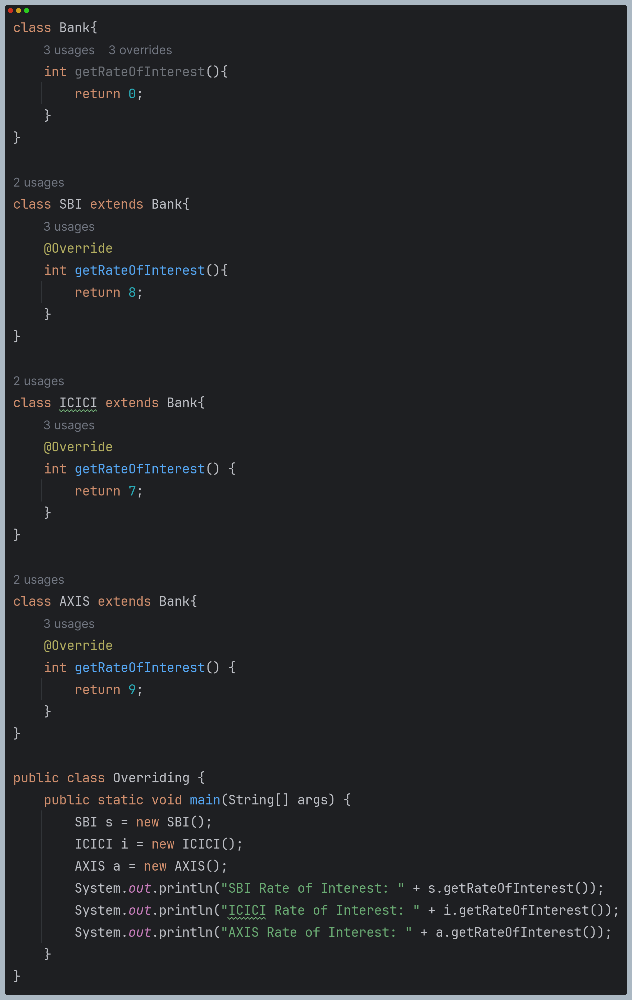 class Bank{
    3 usages    3 overrides
    int getRateOfInterest(){
        return 0;
    }
}
2 usages
class SBI extends Bank{
    3 usages
    @Override
    int getRateOfInterest(){
        return 8;
    }
}
2 usages
class ICICI extends Bank{
    3 usages
    @Override
    int getRateOfInterest() {
        return 7;
    }
}
2 usages
class AXIS extends Bank{
    3 usages
    @Override
    int getRateOfInterest() {
        return 9;
    }
}
public class Overriding {
    public static void main(String[] args) {
        SBI s = new SBI();
        ICICI i = new ICICI();
        AXIS a = new AXIS();
        System.out.println("SBI Rate of Interest: " + s.getRateOfInterest());
        System.out.println("ICICI Rate of Interest: " + i.getRateOfInterest());
        System.out.println("AXIS Rate of Interest: " + a.getRateOfInterest());
    }
}